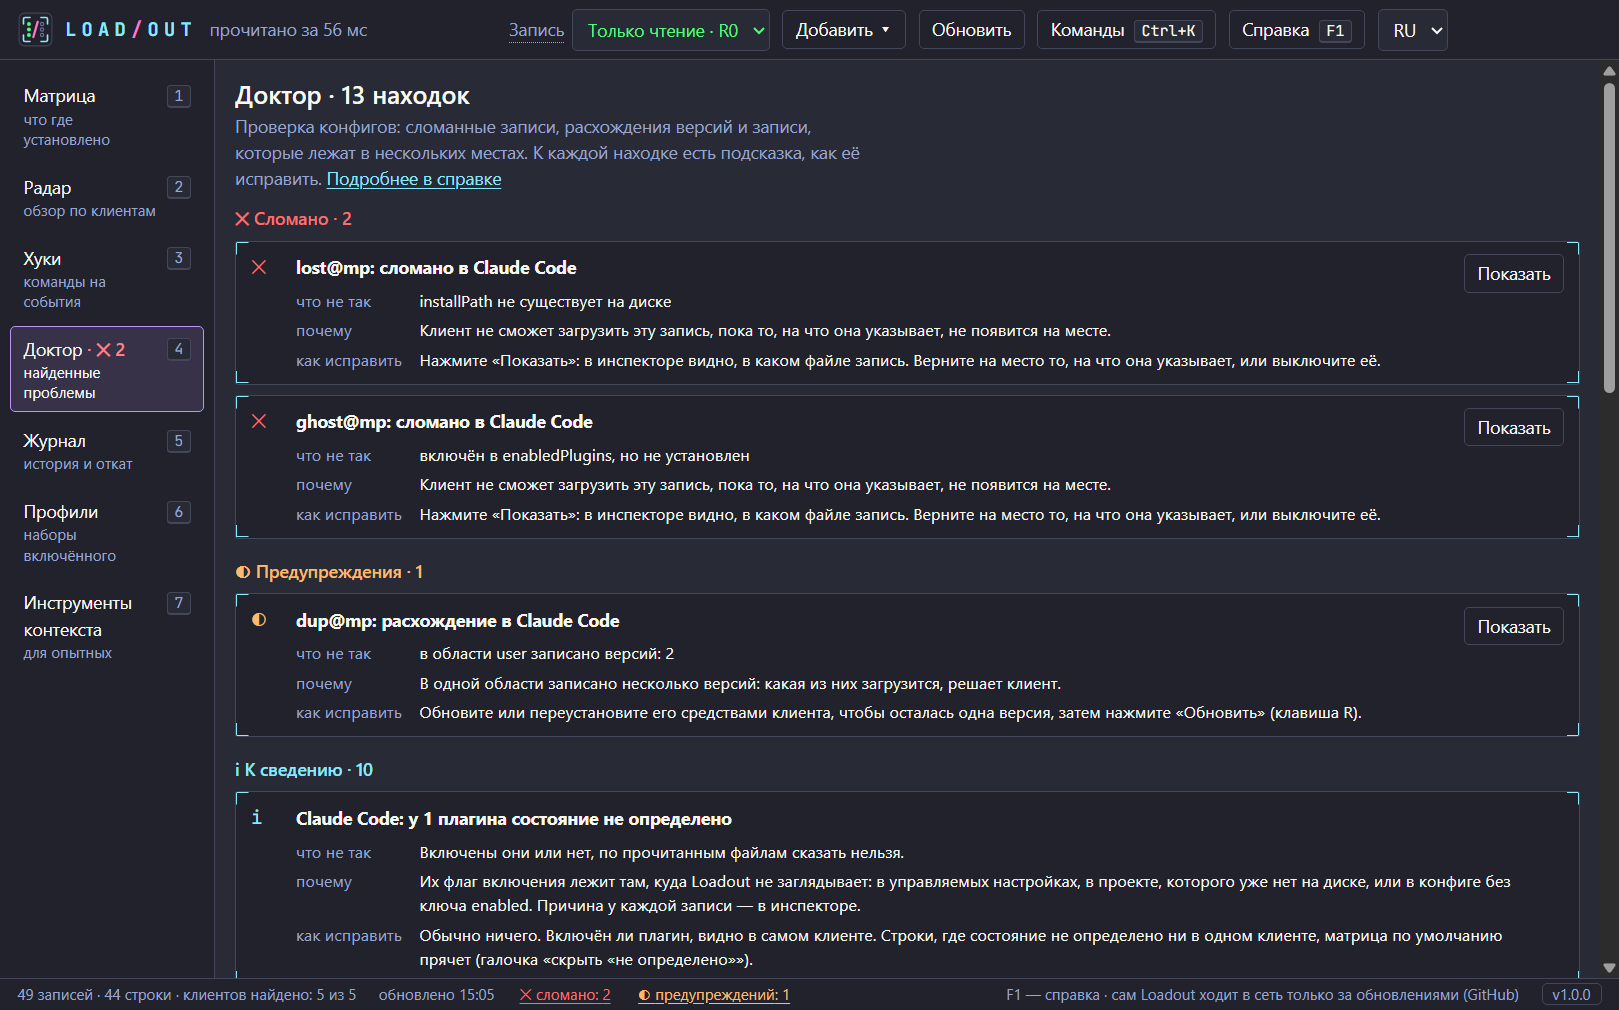 LOAD/OUT прочитано за 56 мс Запись Только чтение · R0 Добавить ▼ Обновить Команды Ctrl+K Справка F1 RU
Матрица 1
что где
установлено
Радар 2
обзор по клиентам
Хуки 3
команды на
события
Доктор · ✕ 2 4
найденные
проблемы
Журнал 5
история и откат
Профили 6
наборы
включённого
Инструменты 7
контекста
для опытных
Доктор · 13 находок
Проверка конфигов: сломанные записи, расхождения версий и записи,
которые лежат в нескольких местах. К каждой находке есть подсказка, как её
исправить. Подробнее в справке
✕ Сломано · 2
✕ lost@mp: сломано в Claude Code Показать
что не так installPath не существует на диске
почему Клиент не сможет загрузить эту запись, пока то, на что она указывает, не появится на месте.
как исправить Нажмите «Показать»: в инспекторе видно, в каком файле запись. Верните на место то, на что она указывает, или выключите её.
✕ ghost@mp: сломано в Claude Code Показать
что не так включён в enabledPlugins, но не установлен
почему Клиент не сможет загрузить эту запись, пока то, на что она указывает, не появится на месте.
как исправить Нажмите «Показать»: в инспекторе видно, в каком файле запись. Верните на место то, на что она указывает, или выключите её.
◐ Предупреждения · 1
◐ dup@mp: расхождение в Claude Code Показать
что не так в области user записано версий: 2
почему В одной области записано несколько версий: какая из них загрузится, решает клиент.
как исправить Обновите или переустановите его средствами клиента, чтобы осталась одна версия, затем нажмите «Обновить» (клавиша R).
i К сведению · 10
i Claude Code: у 1 плагина состояние не определено
что не так Включены они или нет, по прочитанным файлам сказать нельзя.
почему Их флаг включения лежит там, куда Loadout не заглядывает: в управляемых настройках, в проекте, которого уже нет на диске, или в конфиге без
ключа enabled. Причина у каждой записи — в инспекторе.
как исправить Обычно ничего. Включён ли плагин, видно в самом клиенте. Строки, где состояние не определено ни в одном клиенте, матрица по умолчанию
прячет (галочка «скрыть «не определено»»).
49 записей · 44 строки · клиентов найдено: 5 из 5 обновлено 15:05 ✕ сломано: 2 ◐ предупреждений: 1 F1 — справка · сам Loadout ходит в сеть только за обновлениями (GitHub) v1.0.0